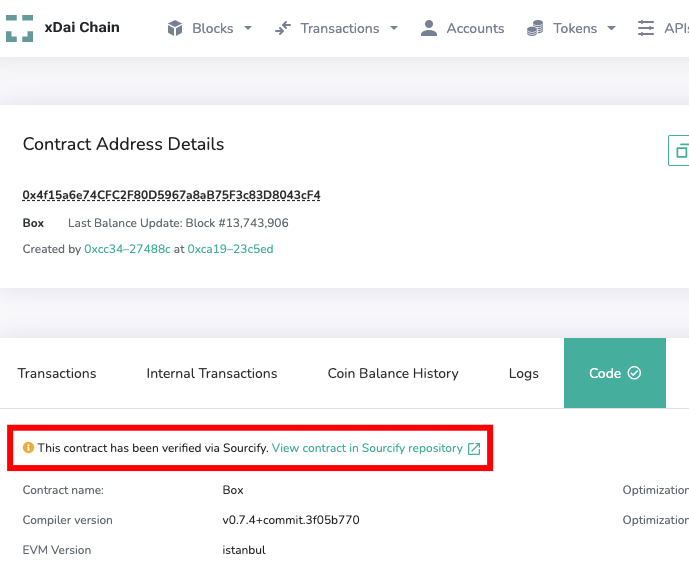 xDai Chain Blocks Transactions Accounts Tokens APIs
Contract Address Details
0x4f15a6e74CFC2F80D5967a8aB75F3c83D8043cF4
Box Last Balance Update: Block #13,743,906
Created by 0xcc34–27488c at 0xca19–23c5ed
Transactions Internal Transactions Coin Balance History Logs Code
This contract has been verified via Sourcify. View contract in Sourcify repository
Contract name: Box Optimization
Compiler version v0.7.4+commit.3f05b770 Optimization
EVM Version istanbul